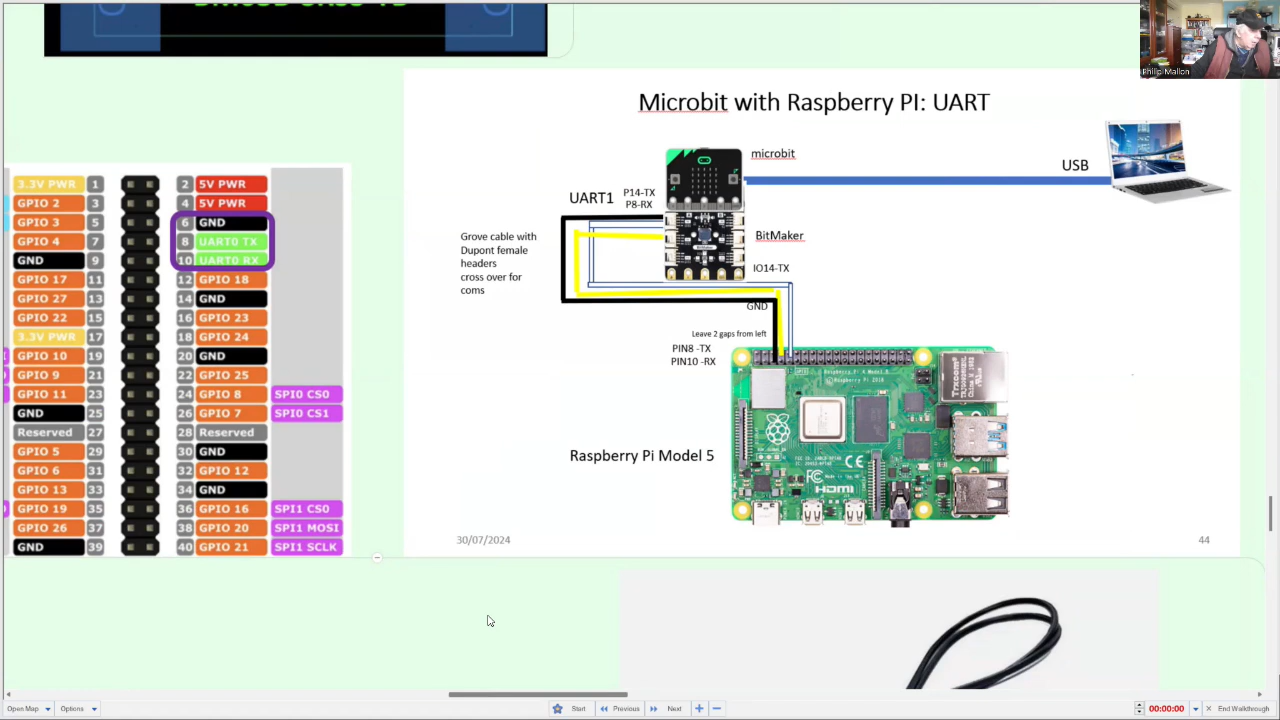 Philip Mallon
Microbit with Raspberry PI: UART
microbit
USB
UART1
P14-TX
P8-RX
Grove cable with
Dupont female
headers
cross over for
coms
BitMaker
IO14-TX
GND
Leave 2 gaps from left
PIN8 -TX
PIN10 -RX
Raspberry Pi Model 5
HDMI
30/07/2024
44
3.3V PWR 1 2 5V PWR
GPIO 2 3 4 5V PWR
GPIO 3 5 6 GND
GPIO 4 7 8 UART0 TX
GND 9 10 UART0 RX
GPIO 17 11 12 GPIO 18
GPIO 27 13 14 GND
GPIO 22 15 16 GPIO 23
3.3V PWR 17 18 GPIO 24
GPIO 10 19 20 GND
GPIO 9 21 22 GPIO 25
GPIO 11 23 24 GPIO 8 SPI0 CS0
GND 25 26 GPIO 7 SPI0 CS1
Reserved 27 28 Reserved
GPIO 5 29 30 GND
GPIO 6 31 32 GPIO 12
GPIO 13 33 34 GND
GPIO 19 35 36 GPIO 16 SPI1 CS0
GPIO 26 37 38 GPIO 20 SPI1 MOSI
GND 39 40 GPIO 21 SPI1 SCLK
Open Map Options Start Previous Next 00:00:00 End Walkthrough